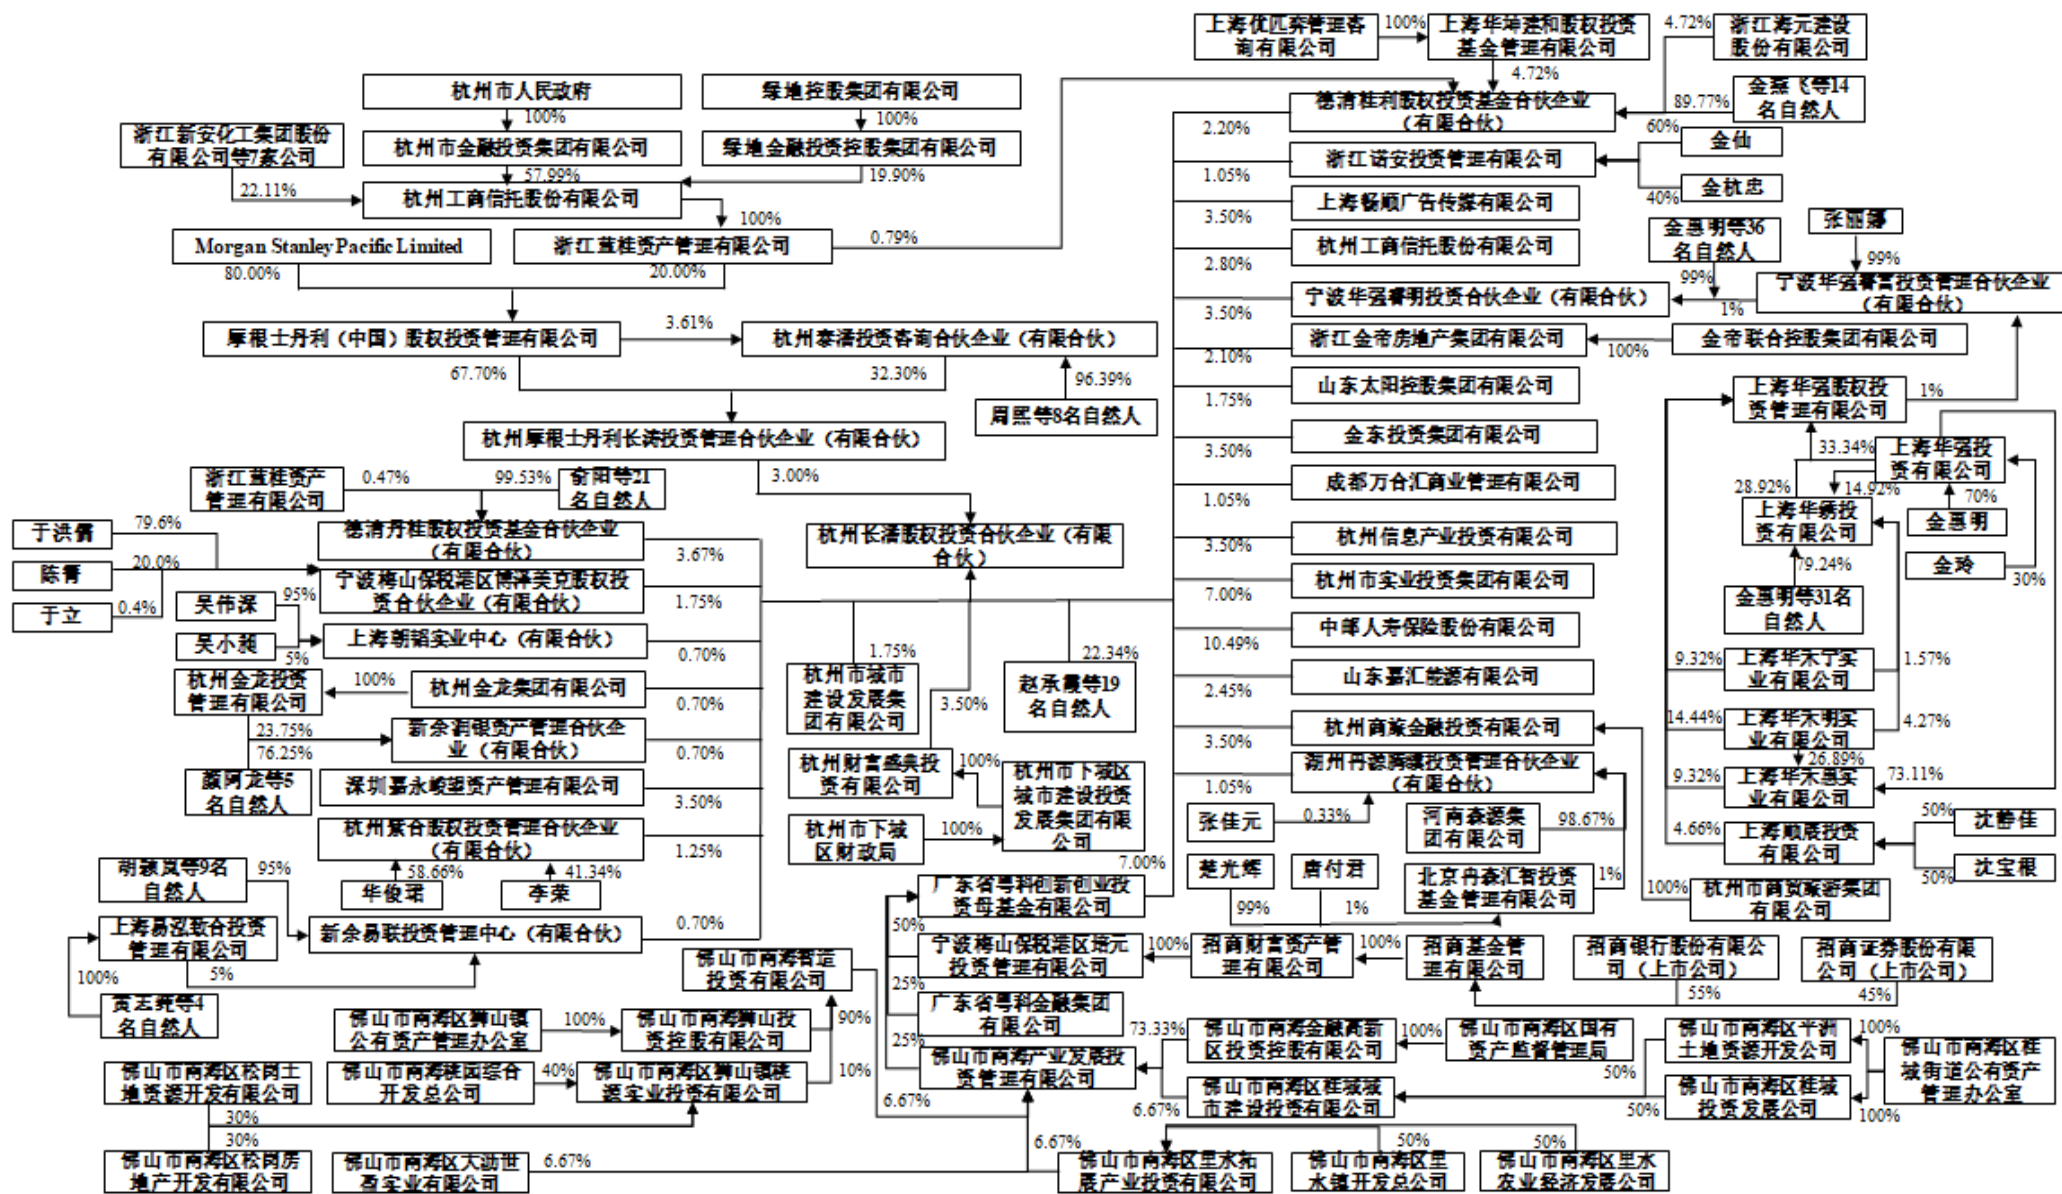 上海优匹弈管理咨
询有限公司
100%
上海华坤建和股权投资
基金管理有限公司
4.72%
浙江海元建设
股份有限公司
4.72%
杭州市人民政府
100%
绿地控股集团有限公司
100%
德清桂利股权投资基金合伙企业
（有限合伙）
89.77%
金燕飞等14
名自然人
浙江新安化工集团股份
有限公司等7家公司
22.11%
杭州市金融投资集团有限公司
57.99%
绿地金融投资控股集团有限公司
19.90%
2.20%
60%
金仙
浙江诺安投资管理有限公司
1.05%
40%
金杭忠
杭州工商信托股份有限公司
100%
上海畅顺广告传媒有限公司
3.50%
金惠明等36
名自然人
99%
张丽娜
99%
Morgan Stanley Pacific Limited
80.00%
浙江蓝桂资产管理有限公司
20.00%
0.79%
杭州工商信托股份有限公司
2.80%
宁波华强睿明投资合伙企业（有限合伙）
3.50%
1%
宁波华强睿富投资管理合伙企业
（有限合伙）
摩根士丹利（中国）股权投资管理有限公司
3.61%
杭州泰潘投资咨询合伙企业（有限合伙）
67.70%
32.30%
96.39%
周熙等8名自然人
浙江金帝房地产集团有限公司
2.10%
100%
金帝联合控股集团有限公司
山东太阳控股集团有限公司
1.75%
上海华强股权投
资管理有限公司
1%
杭州摩根士丹利长涛投资管理合伙企业（有限合伙）
3.00%
金东投资集团有限公司
3.50%
33.34%
上海华强投
资有限公司
浙江蓝桂资产
管理有限公司
0.47%
99.53%
俞阳等21
名自然人
成都万合汇商业管理有限公司
1.05%
28.92%
14.92%
70%
金惠明
于洪儒
79.6%
德清丹桂股权投资基金合伙企业
（有限合伙）
3.67%
杭州长潘股权投资合伙企业（有限
合伙）
杭州信息产业投资有限公司
3.50%
上海华绣投
资有限公司
79.24%
金玲
30%
陈菁
20.0%
宁波梅山保税港区博泽美克股权投
资合伙企业（有限合伙）
1.75%
杭州市实业投资集团有限公司
7.00%
于立
0.4%
吴伟深
95%
金惠明等31名
自然人
吴小昶
5%
上海朝韬实业中心（有限合伙）
0.70%
中邮人寿保险股份有限公司
10.49%
9.32%
上海华禾宁实
业有限公司
1.57%
杭州金龙投资
管理有限公司
100%
杭州金龙集团有限公司
0.70%
1.75%
杭州市城市
建设发展集
团有限公司
3.50%
22.34%
赵承霞等19
名自然人
山东嘉汇能源有限公司
2.45%
14.44%
上海华禾明实
业有限公司
4.27%
23.75%
76.25%
新余润银资产管理合伙企
业（有限合伙）
0.70%
杭州商旅金融投资有限公司
3.50%
26.89%
颜阿龙等5
名自然人
深圳嘉永峻望资产管理有限公司
3.50%
杭州财富盛典投
资有限公司
100%
杭州市下城区
城市建设投资
发展集团有限
公司
湖州冉源腾骧投资管理合伙企业
（有限合伙）
1.05%
9.32%
上海华禾惠实
业有限公司
73.11%
杭州紫合股权投资管理合伙企业
（有限合伙）
1.25%
58.66%
41.34%
华俊珺
李荣
杭州市下城
区财政局
100%
张佳元
0.33%
河南森源集
团有限公司
98.67%
4.66%
上海顺展投资
有限公司
50%
沈静佳
50%
沈宝根
胡颖岚等9名
自然人
95%
7.00%
楚光辉
99%
唐付君
1%
北京冉森汇智投资
基金管理有限公司
1%
100%
杭州市商贸旅游集团
有限公司
上海易泓致合投资
管理有限公司
5%
新余易联投资管理中心（有限合伙）
0.70%
广东省粤科创新创业投
资母基金有限公司
50%
100%
佛山市南海智造
投资有限公司
宁波梅山保税港区培元
投资管理有限公司
25%
100%
招商财富资产管
理有限公司
100%
招商基金管
理有限公司
招商银行股份有限公
司（上市公司）
55%
招商证券股份有限
公司（上市公司）
45%
4名自然人
佛山市南海区狮山镇
公有资产管理办公室
100%
佛山市南海狮山投
资控股有限公司
90%
广东省粤科金融集团
有限公司
25%
73.33%
佛山市南海金融高新
区投资控股有限公司
100%
佛山市南海区国有
资产监督管理局
佛山市南海区平洲
土地资源开发公司
100%
佛山市南海区松岗土
地资源开发有限公司
30%
佛山市南海桃园综合
开发总公司
40%
佛山市南海区狮山镇桃
源实业投资有限公司
10%
佛山市南海产业发展投
资管理有限公司
6.67%
6.67%
佛山市南海区桂城城
市建设投资有限公司
50%
50%
佛山市南海区桂城
投资发展公司
100%
佛山市南海区桂
城街道公有资产
管理办公室
30%
佛山市南海区松岗房
地产开发有限公司
佛山市南海区大沥世
盈实业有限公司
6.67%
6.67%
佛山市南海区里水拓
展产业投资有限公司
50%
佛山市南海区里
水镇开发总公司
50%
佛山市南海区里水
农业经济发展公司